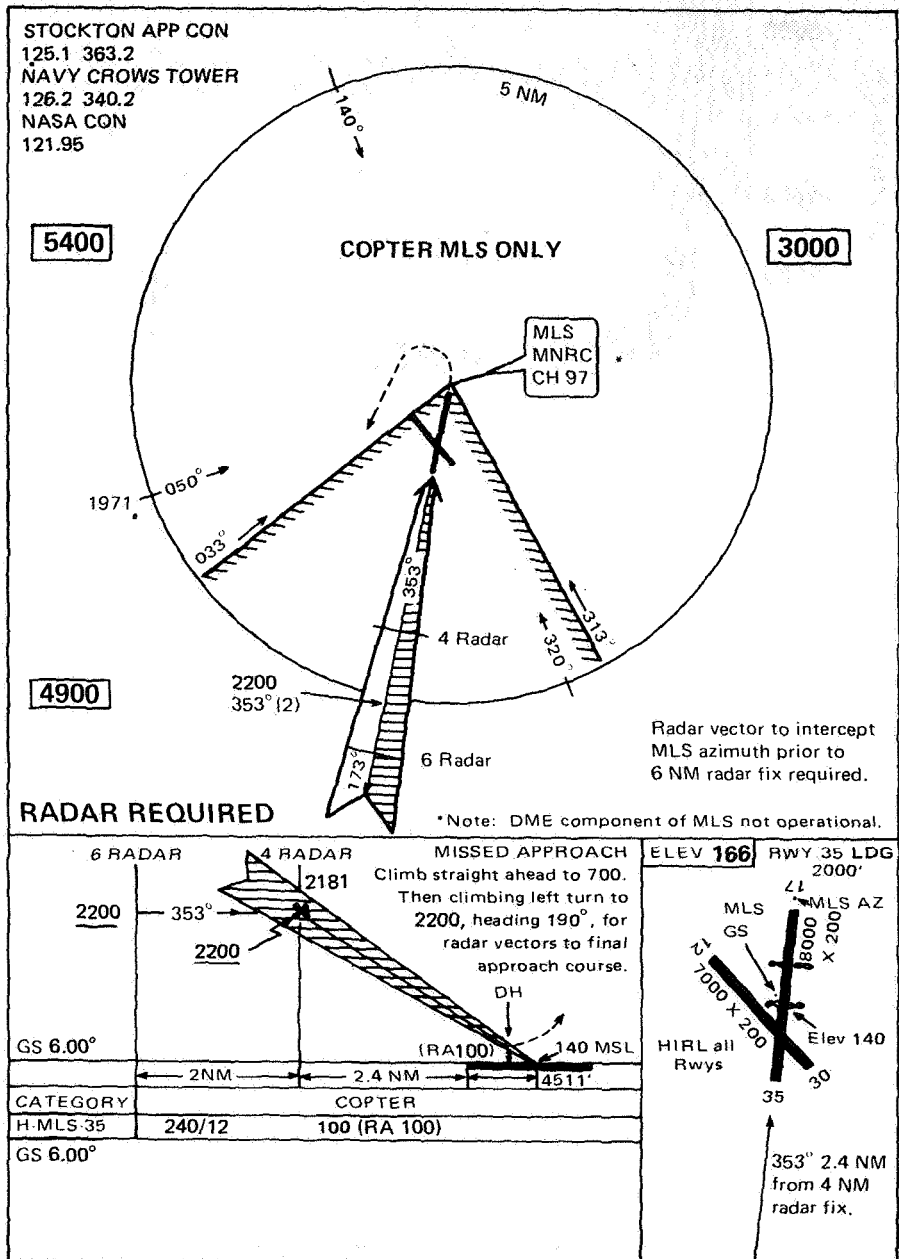 STOCKTON APP CON
125.1 363.2
NAVY CROWS TOWER
126.2 340.2
NASA CON
121.95
5 NM
140°
5400
COPTER MLS ONLY
3000
MLS
MNRC
CH 97
1971
050°
033°
353°
4 Radar
313°
320°
2200
353° (2)
4900
6 Radar
173°
Radar vector to intercept
MLS azimuth prior to
6 NM radar fix required.
RADAR REQUIRED
*Note: DME component of MLS not operational.
6 RADAR
4 RADAR
2181
2200
353°
2200
MISSED APPROACH
Climb straight ahead to 700.
Then climbing left turn to
2200, heading 190°, for
radar vectors to final
approach course.
DH
GS 6.00°
(RA100)
140 MSL
2NM
2.4 NM
4511'
CATEGORY COPTER
H-MLS-35 240/12 100 (RA 100)
GS 6.00°
ELEV 166 RWY 35 LDG
2000'
17
MLS AZ
MLS
GS
8000
X 200
12
7000 X 200
Elev 140
HIRL all
Rwys
30
35
353° 2.4 NM
from 4 NM
radar fix.